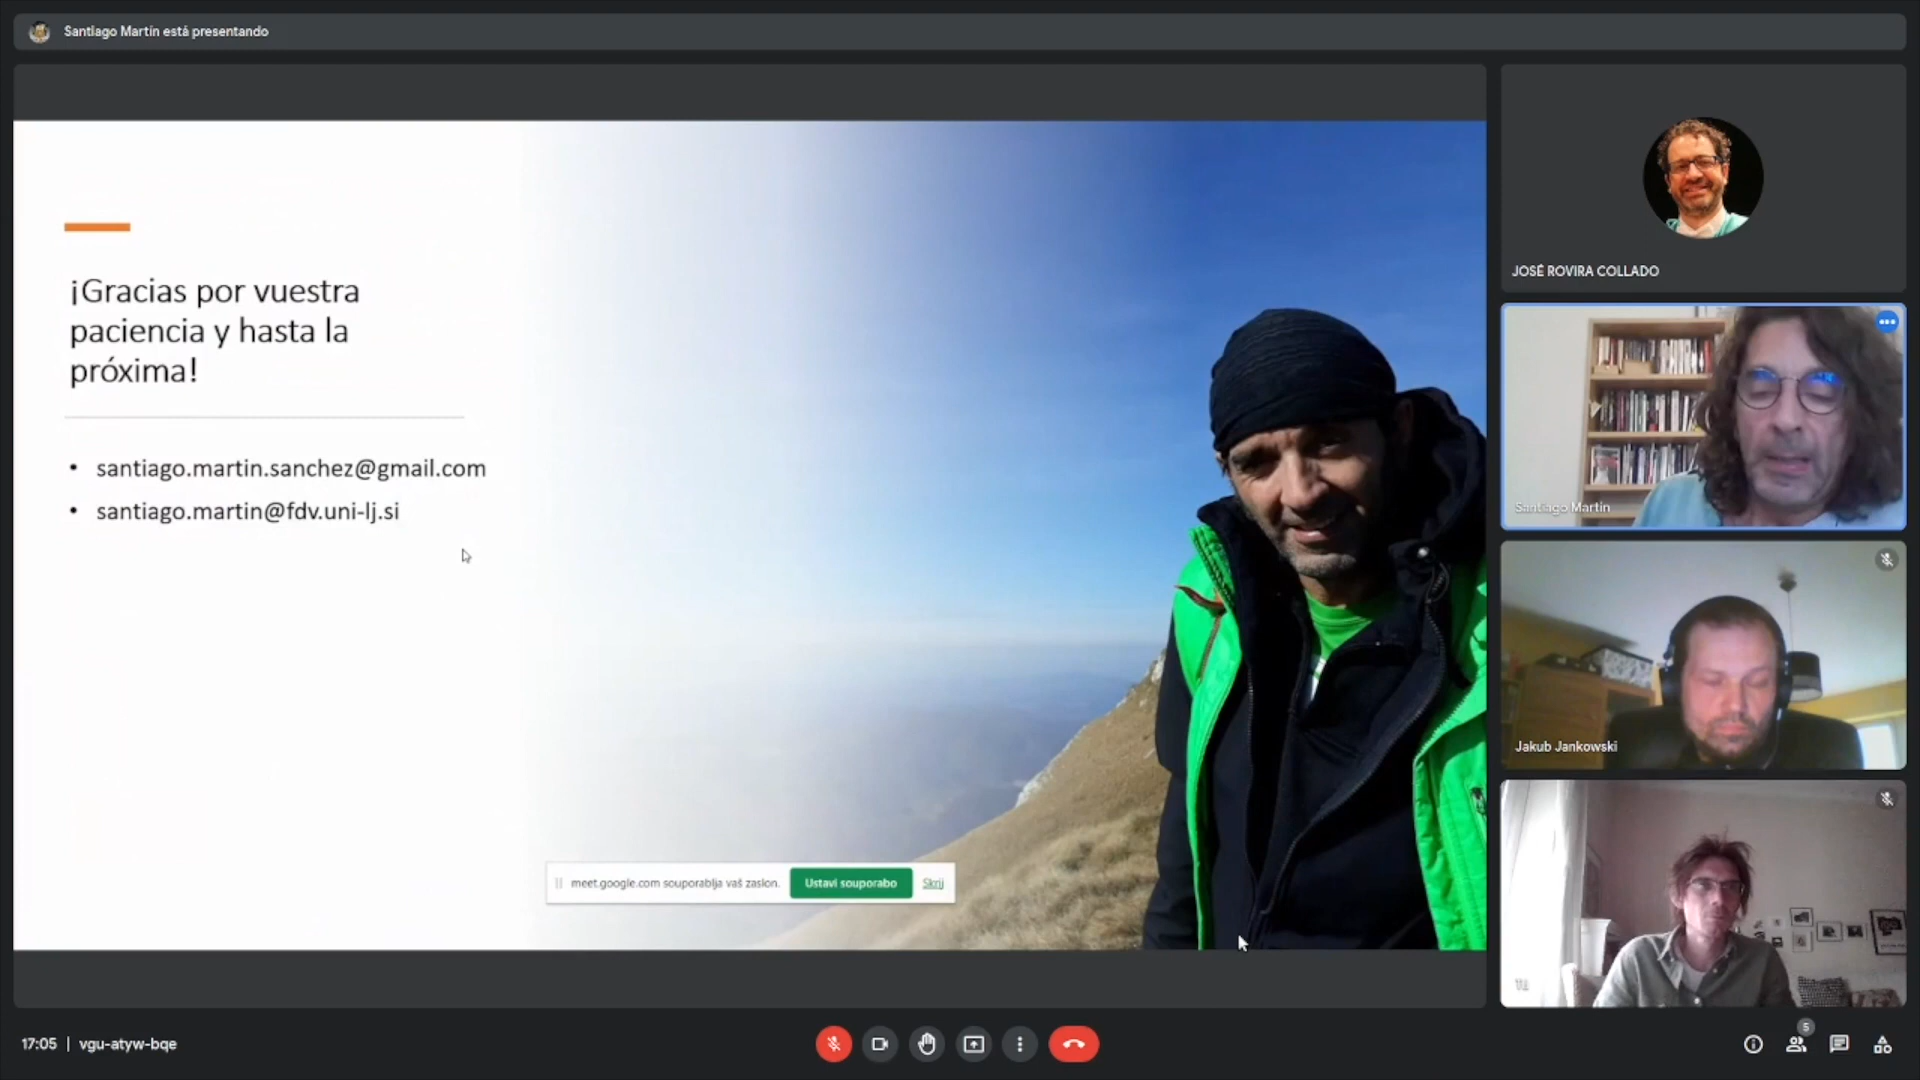 Santiago Martin está presentando
¡Gracias por vuestra
paciencia y hasta la
próxima!
• santiago.martin.sanchez@gmail.com
• santiago.martin@fdv.uni-lj.si
meet.google.com souporablja vaš zaslon. Ustavi souporabo Skrij
JOSÉ ROVIRA COLLADO
Santiago Martin
Jakub Jankowski
Tú
17:05 | vgu-atyw-bqe
5